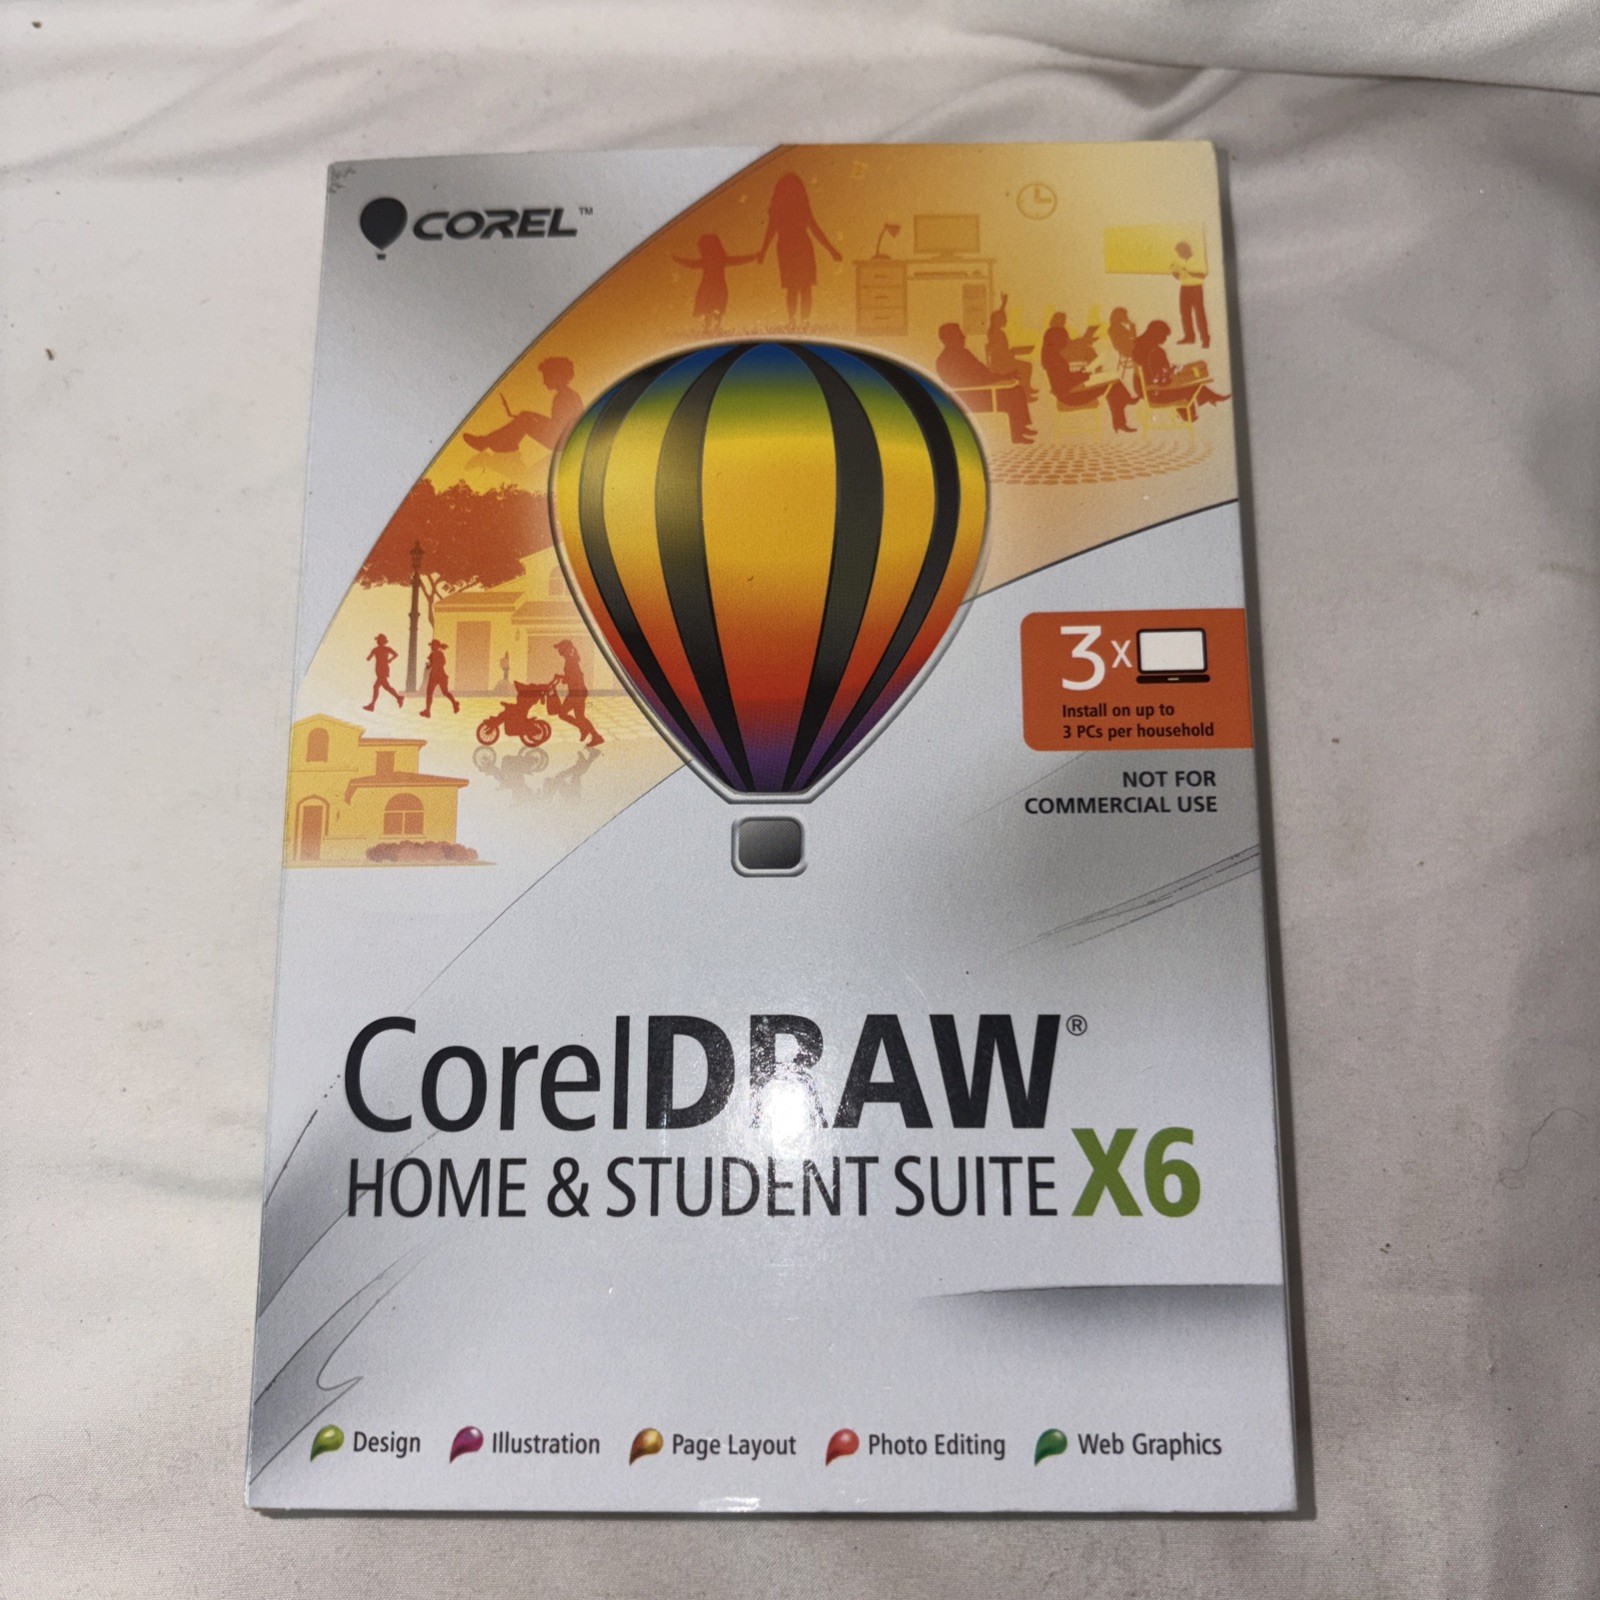 COREL™
3 x
Install on up to
3 PCs per household
NOT FOR
COMMERCIAL USE
CorelDRAW®
HOME & STUDENT SUITE X6
Design Illustration Page Layout Photo Editing Web Graphics